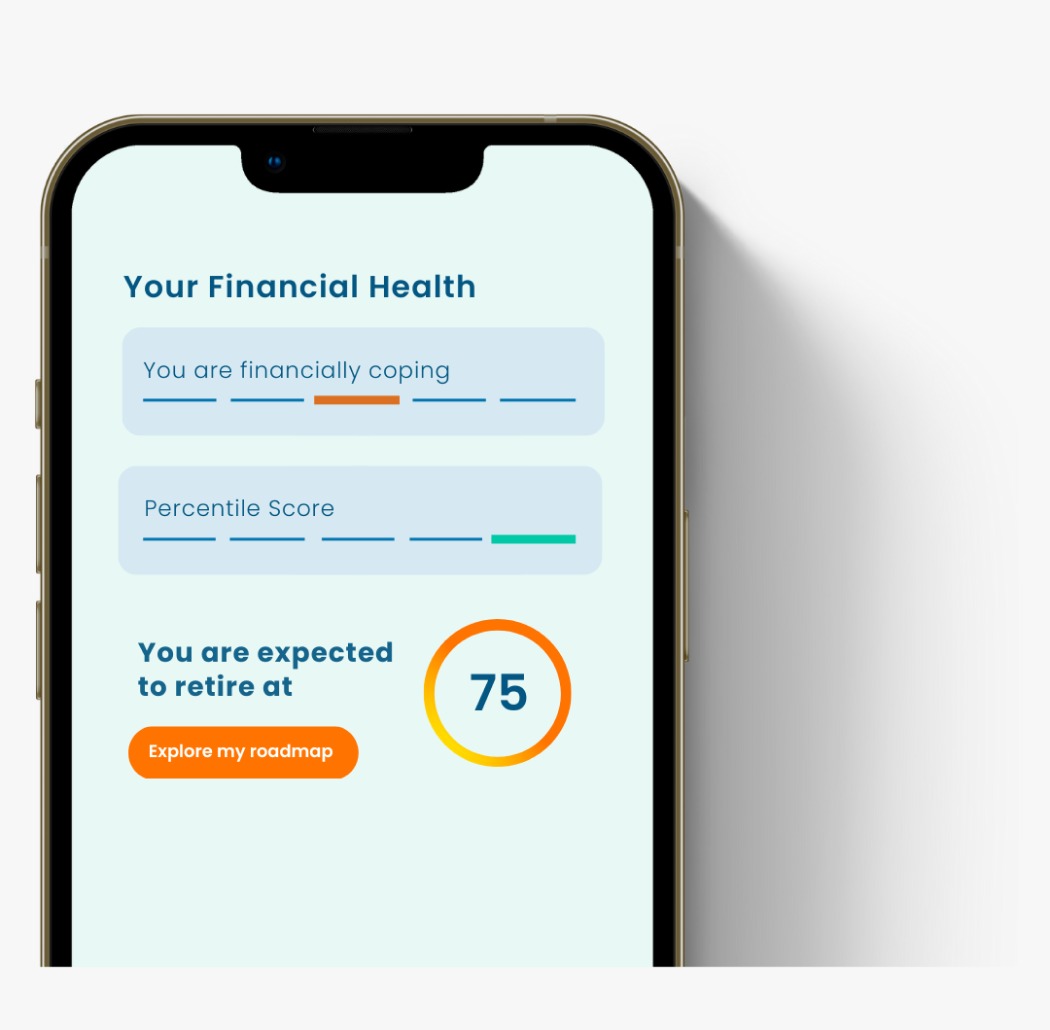 Your Financial Health
You are financially coping
Percentile Score
You are expected
to retire at
75
Explore my roadmap